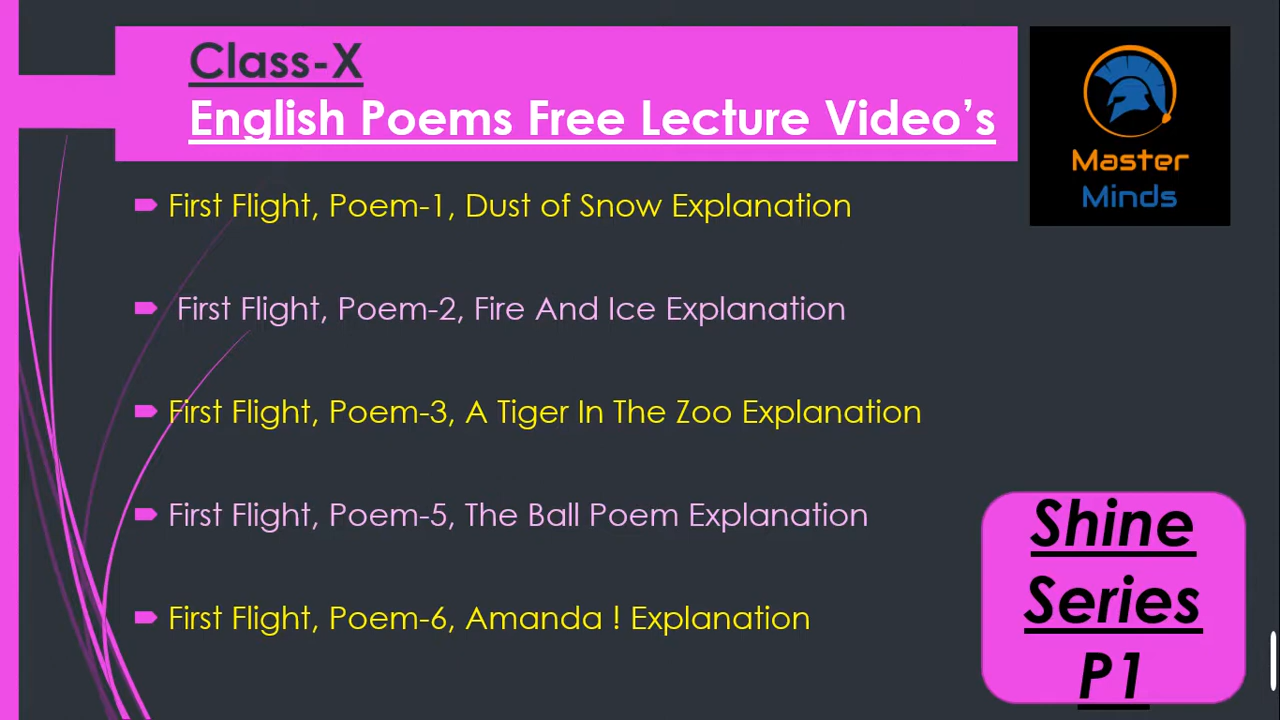 Class-X
English Poems Free Lecture Video’s
Master
Minds
First Flight, Poem-1, Dust of Snow Explanation
First Flight, Poem-2, Fire And Ice Explanation
First Flight, Poem-3, A Tiger In The Zoo Explanation
First Flight, Poem-5, The Ball Poem Explanation
First Flight, Poem-6, Amanda ! Explanation
Shine
Series
P1